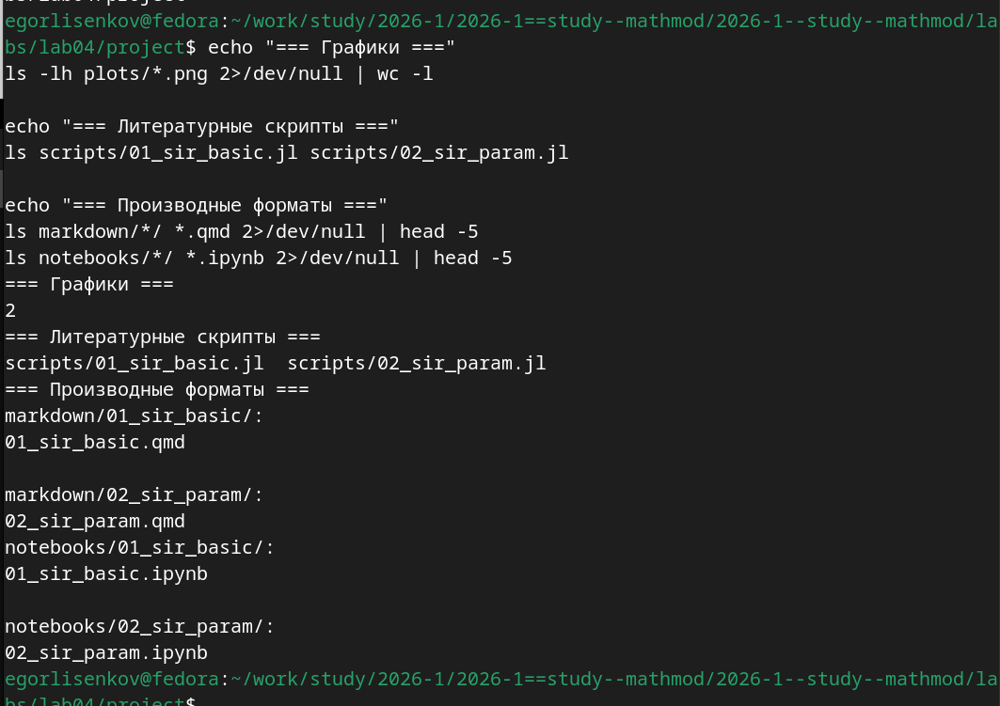 egorlisenkov@fedora:~/work/study/2026-1/2026-1==study--mathmod/2026-1--study--mathmod/la
bs/lab04/project$ echo "=== Графики ==="
ls -lh plots/*.png 2>/dev/null | wc -l
echo "=== Литературные скрипты ==="
ls scripts/01_sir_basic.jl scripts/02_sir_param.jl
echo "=== Производные форматы ==="
ls markdown/*/ *.qmd 2>/dev/null | head -5
ls notebooks/*/ *.ipynb 2>/dev/null | head -5
=== Графики ===
2
=== Литературные скрипты ===
scripts/01_sir_basic.jl  scripts/02_sir_param.jl
=== Производные форматы ===
markdown/01_sir_basic/:
01_sir_basic.qmd
markdown/02_sir_param/:
02_sir_param.qmd
notebooks/01_sir_basic/:
01_sir_basic.ipynb
notebooks/02_sir_param/:
02_sir_param.ipynb
egorlisenkov@fedora:~/work/study/2026-1/2026-1==study--mathmod/2026-1--study--mathmod/la
bs/lab04/project$